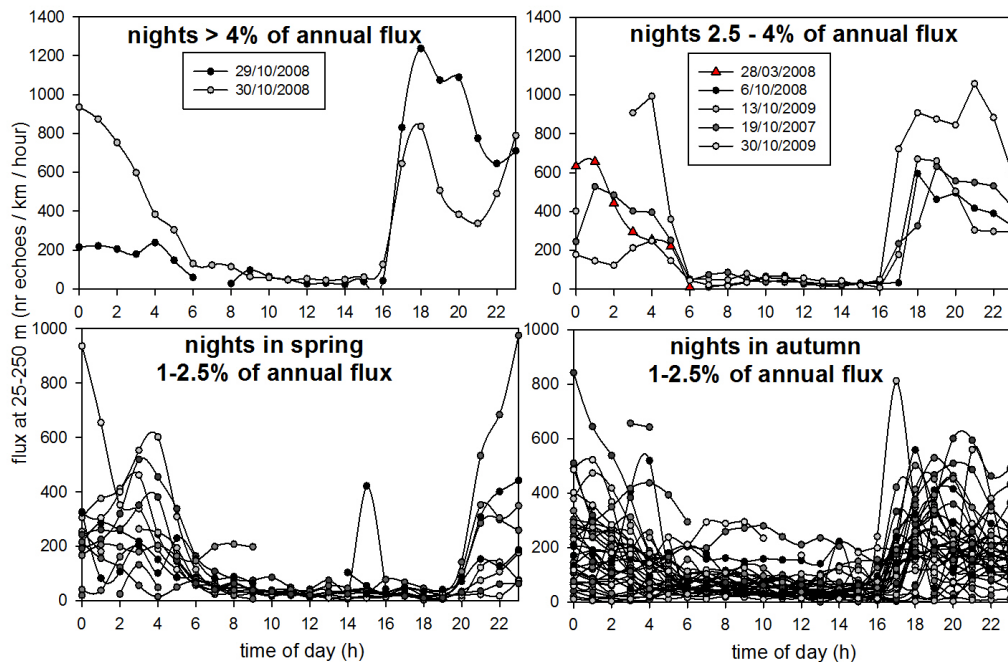 flux at 25-250 m (nr echoes / km / hour)
nights > 4% of annual flux
29/10/2008
30/10/2008
1400
1200
1000
800
600
400
200
0
0 2 4 6 8 10 12 14 16 18 20 22
nights 2.5 - 4% of annual flux
28/03/2008
6/10/2008
13/10/2009
19/10/2007
30/10/2009
1400
1200
1000
800
600
400
200
0
0 2 4 6 8 10 12 14 16 18 20 22
nights in spring
1-2.5% of annual flux
1000
800
600
400
200
0
0 2 4 6 8 10 12 14 16 18 20 22
time of day (h)
nights in autumn
1-2.5% of annual flux
1000
800
600
400
200
0
0 2 4 6 8 10 12 14 16 18 20 22
time of day (h)